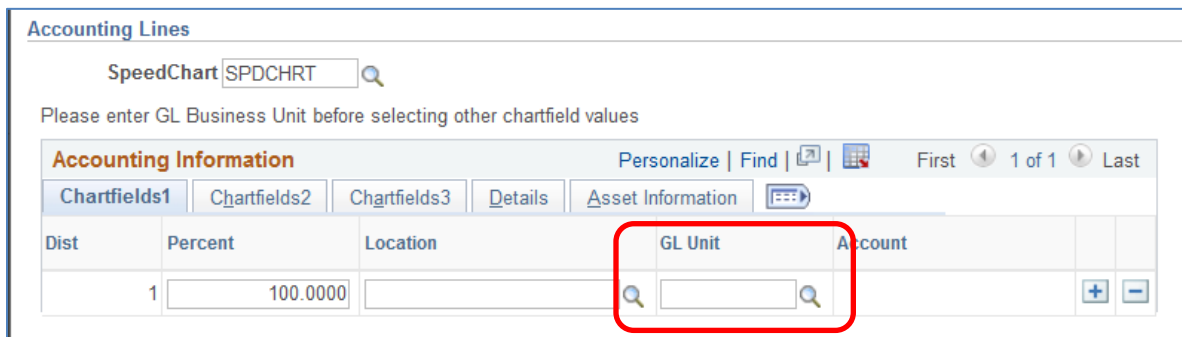 Accounting Lines
SpeedChart SPDCHRT
Please enter GL Business Unit before selecting other chartfield values
Accounting Information Personalize | Find | | First 1 of 1 Last
Chartfields1 Chartfields2 Chartfields3 Details Asset Information
Dist Percent Location GL Unit Account
1 100.0000